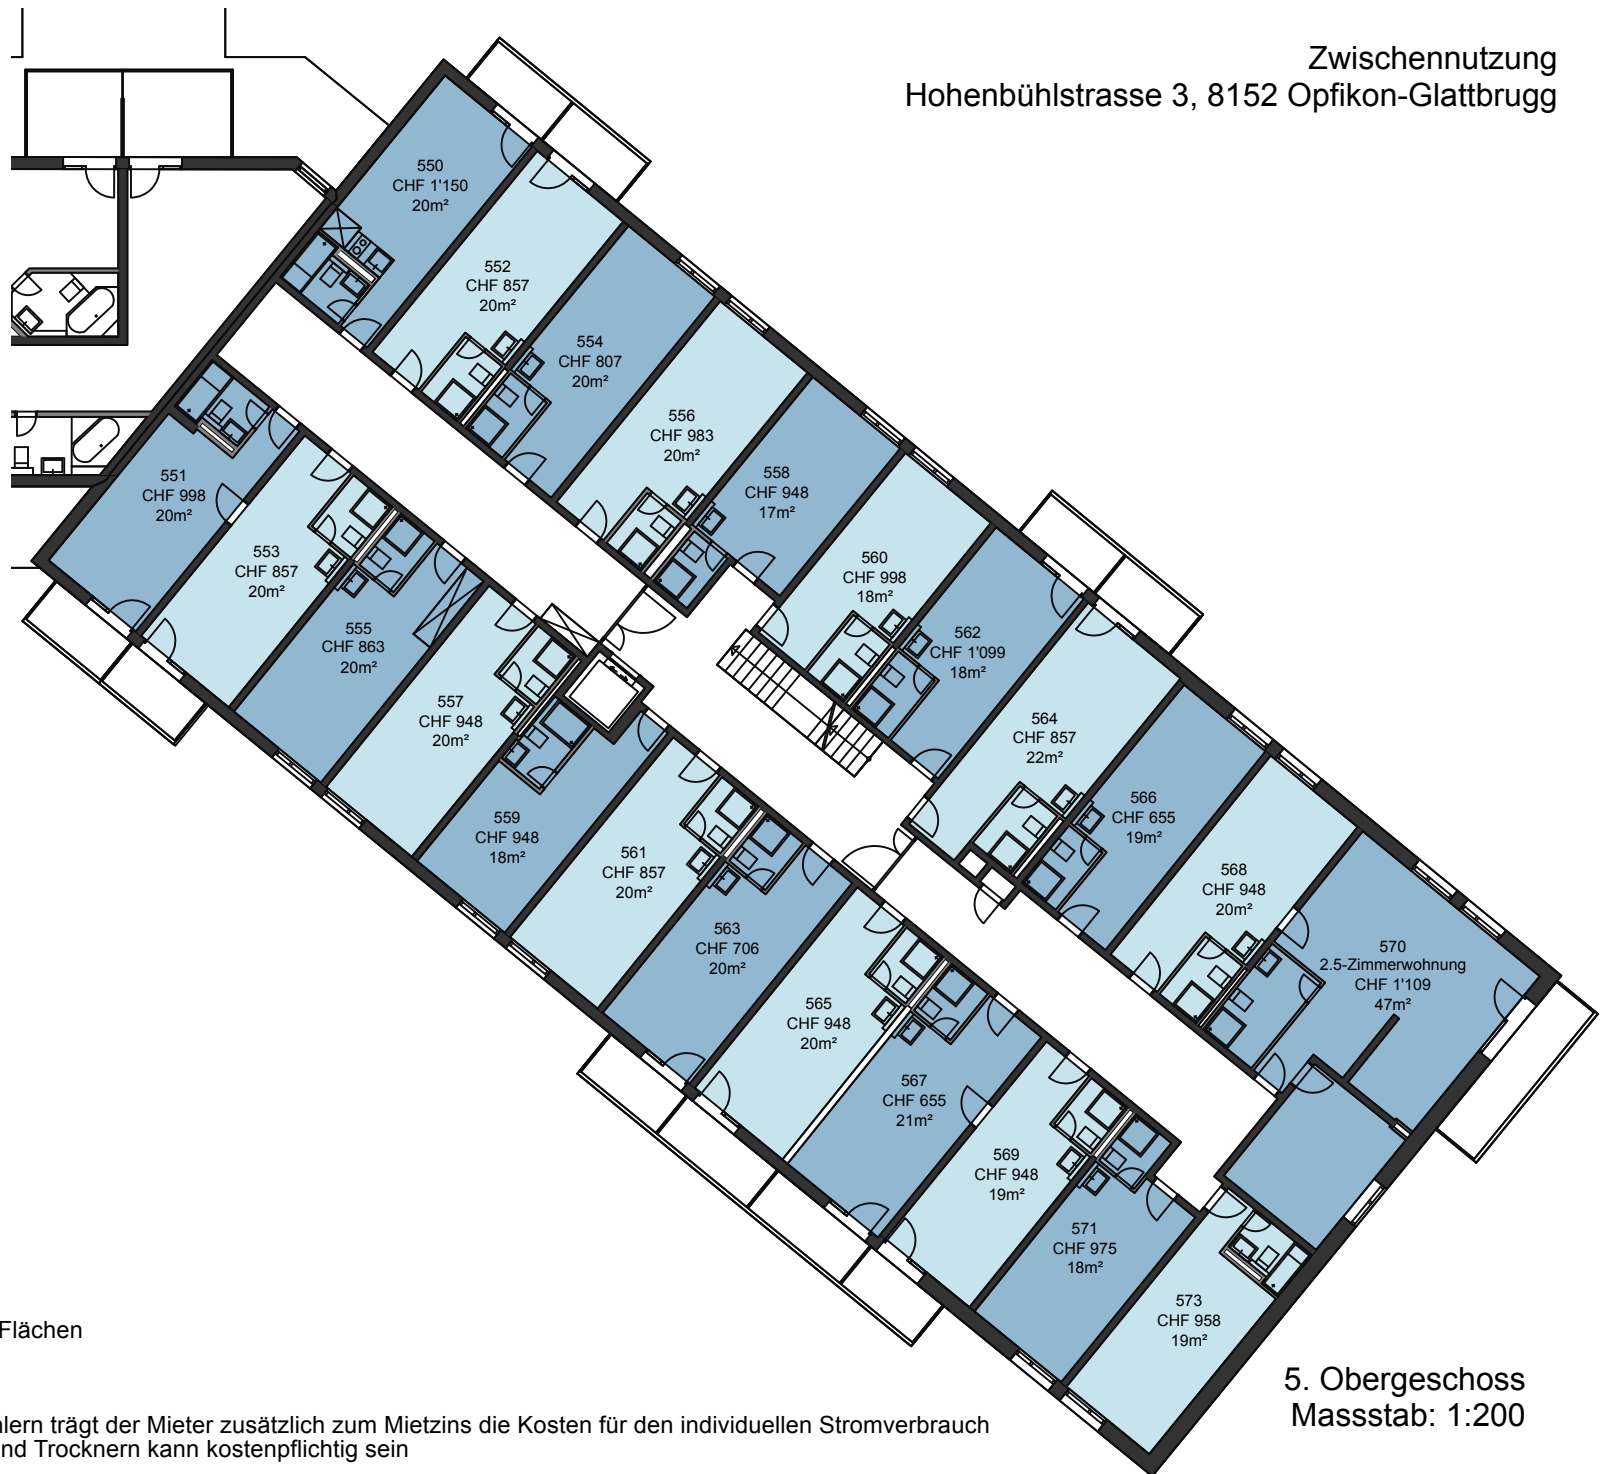 Zwischennutzung
Hohenbühlstrasse 3, 8152 Opfikon-Glattbrugg
550
CHF 1'150
20m²
552
CHF 857
20m²
554
CHF 807
20m²
556
CHF 983
20m²
558
CHF 948
17m²
560
CHF 998
18m²
562
CHF 1'099
18m²
564
CHF 857
22m²
566
CHF 655
19m²
568
CHF 948
20m²
570
2.5-Zimmerwohnung
CHF 1'109
47m²
551
CHF 998
20m²
553
CHF 857
20m²
555
CHF 863
20m²
557
CHF 948
20m²
559
CHF 948
18m²
561
CHF 857
20m²
563
CHF 706
20m²
565
CHF 948
20m²
567
CHF 655
21m²
569
CHF 948
19m²
571
CHF 975
18m²
573
CHF 958
19m²
Flächen
lern trägt der Mieter zusätzlich zum Mietzins die Kosten für den individuellen Stromverbrauch
nd Trocknern kann kostenpflichtig sein
5. Obergeschoss
Massstab: 1:200